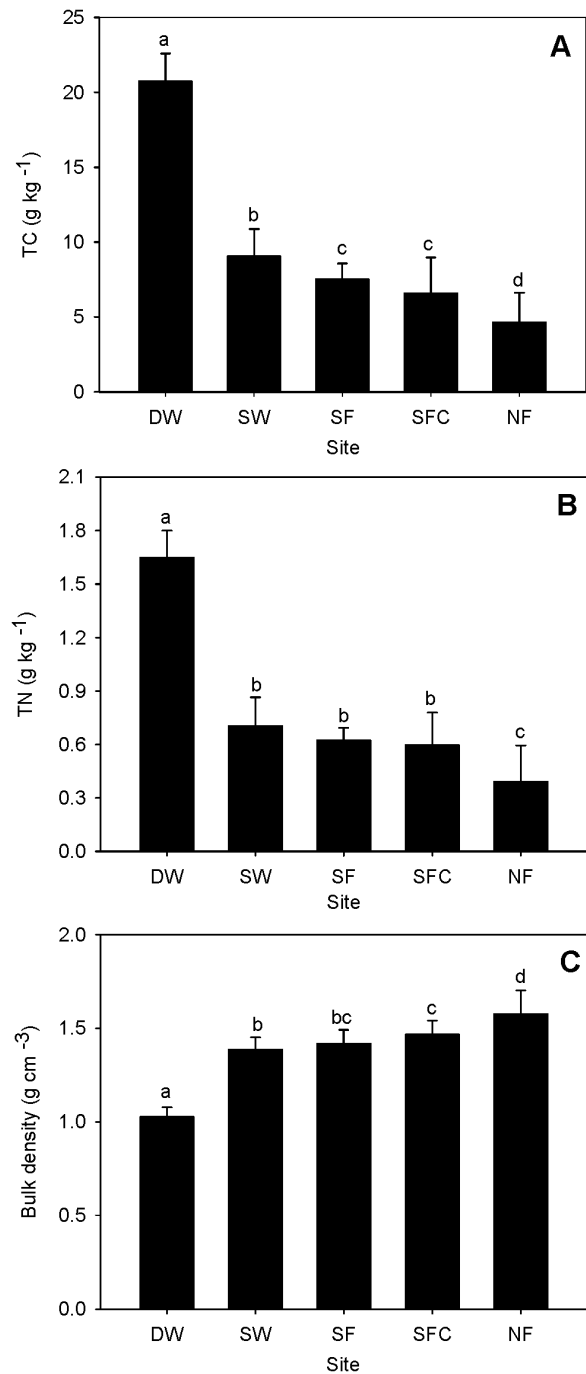 A
25
20
15
10
5
0
TC (g kg -1)
a
b
c
c
d
DW SW SF SFC NF
Site
B
2.1
1.8
1.5
1.2
0.9
0.6
0.3
0.0
TN (g kg -1)
a
b
b
b
c
DW SW SF SFC NF
Site
C
2.0
1.5
1.0
0.5
0.0
Bulk density (g cm -3)
a
b
bc
c
d
DW SW SF SFC NF
Site